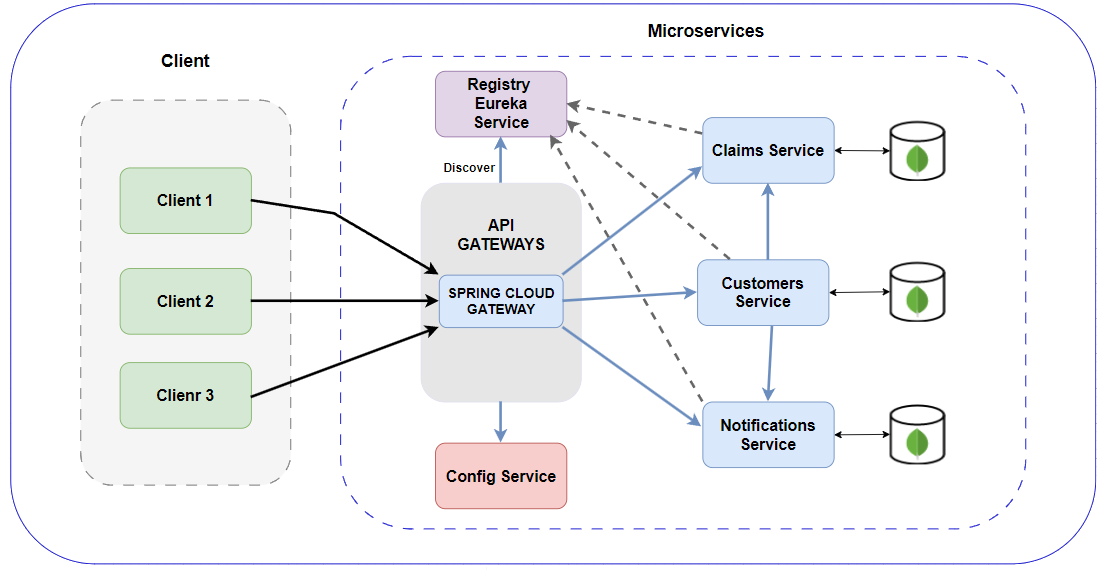 Microservices
Client
Registry
Eureka
Service
Discover
Claims Service
Client 1
API
GATEWAYS
SPRING CLOUD
GATEWAY
Client 2
Customers
Service
Clienr 3
Notifications
Service
Config Service